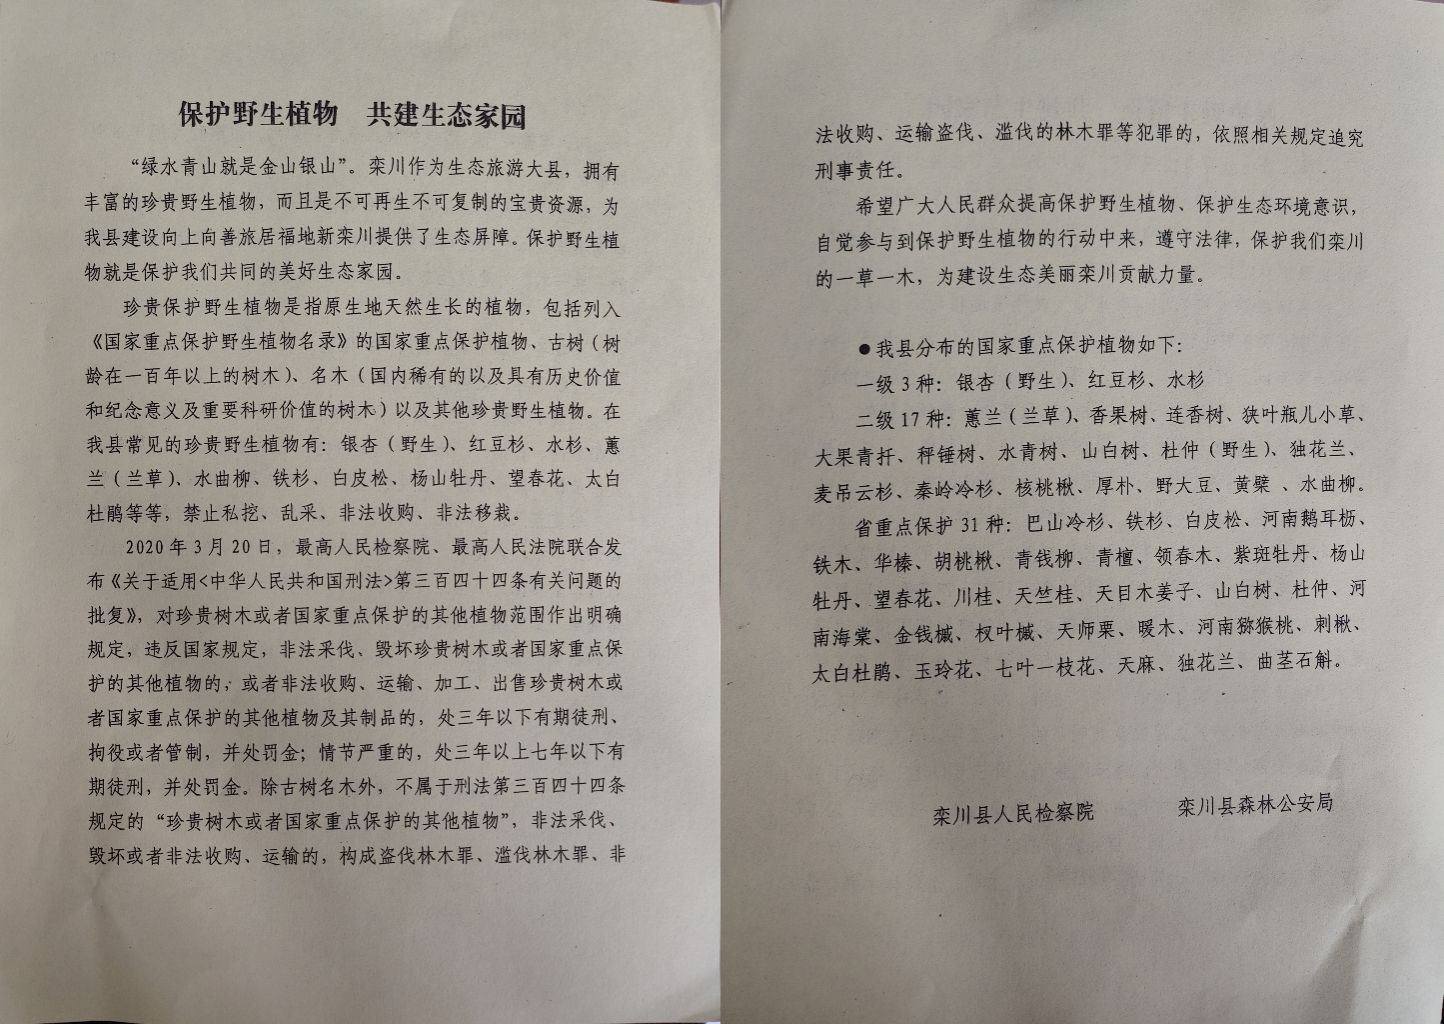 保护野生植物 共建生态家园
“绿水青山就是金山银山”。栾川作为生态旅游大县，拥有
丰富的珍贵野生植物，而且是不可再生不可复制的宝贵资源，为
我县建设向上向善旅居福地新栾川提供了生态屏障。保护野生植
物就是保护我们共同的美好生态家园。
珍贵保护野生植物是指原生地天然生长的植物，包括列入
《国家重点保护野生植物名录》的国家重点保护植物、古树（树
龄在一百年以上的树木）、名木（国内稀有的以及具有历史价值
和纪念意义及重要科研价值的树木）以及其他珍贵野生植物。在
我县常见的珍贵野生植物有：银杏（野生）、红豆杉、水杉、蕙
兰（兰草）、水曲柳、铁杉、白皮松、杨山牡丹、望春花、太白
杜鹃等等，禁止私挖、乱采、非法收购、非法移栽。
2020 年 3 月 20 日，最高人民检察院、最高人民法院联合发
布《关于适用<中华人民共和国刑法>第三百四十四条有关问题的
批复》，对珍贵树木或者国家重点保护的其他植物范围作出明确
规定，违反国家规定，非法采伐、毁坏珍贵树木或者国家重点保
护的其他植物的，或者非法收购、运输、加工、出售珍贵树木或
者国家重点保护的其他植物及其制品的，处三年以下有期徒刑、
拘役或者管制，并处罚金；情节严重的，处三年以上七年以下有
期徒刑，并处罚金。除古树名木外，不属于刑法第三百四十四条
规定的“珍贵树木或者国家重点保护的其他植物”，非法采伐、
毁坏或者非法收购、运输的，构成盗伐林木罪、滥伐林木罪、非
法收购、运输盗伐、滥伐的林木罪等犯罪的，依照相关规定追究
刑事责任。
希望广大人民群众提高保护野生植物、保护生态环境意识，
自觉参与到保护野生植物的行动中来，遵守法律，保护我们栾川
的一草一木，为建设生态美丽栾川贡献力量。
●我县分布的国家重点保护植物如下：
一级 3 种：银杏（野生）、红豆杉、水杉
二级 17 种：蕙兰（兰草）、香果树、连香树、狭叶瓶儿小草、
大果青扦、秤锤树、水青树、山白树、杜仲（野生）、独花兰、
麦吊云杉、秦岭冷杉、核桃楸、厚朴、野大豆、黄檗 、水曲柳。
省重点保护 31 种：巴山冷杉、铁杉、白皮松、河南鹅耳枥、
铁木、华榛、胡桃楸、青钱柳、青檀、领春木、紫斑牡丹、杨山
牡丹、望春花、川桂、天竺桂、天目木姜子、山白树、杜仲、河
南海棠、金钱槭、杈叶槭、天师栗、暖木、河南猕猴桃、刺楸、
太白杜鹃、玉玲花、七叶一枝花、天麻、独花兰、曲茎石斛。
栾川县人民检察院 栾川县森林公安局